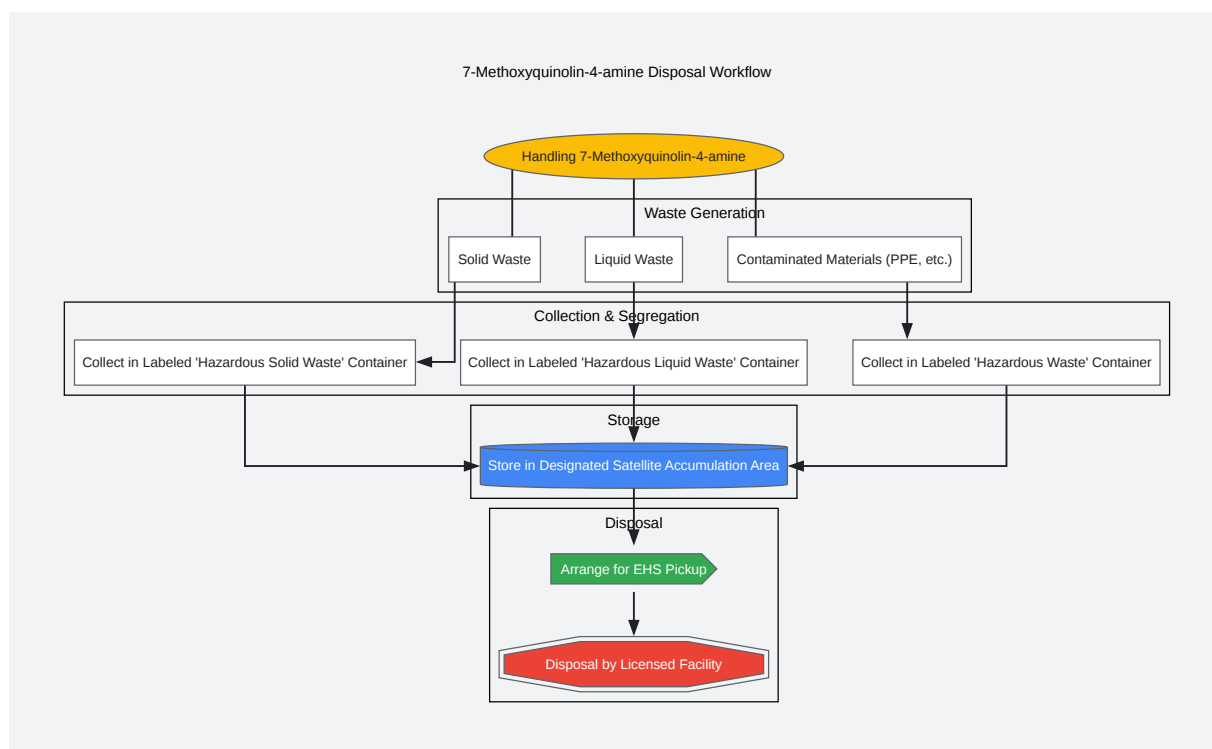 7-Methoxyquinolin-4-amine Disposal Workflow
Handling 7-Methoxyquinolin-4-amine
Waste Generation
Solid Waste
Liquid Waste
Contaminated Materials (PPE, etc.)
Collection & Segregation
Collect in Labeled 'Hazardous Solid Waste' Container
Collect in Labeled 'Hazardous Liquid Waste' Container
Collect in Labeled 'Hazardous Waste' Container
Storage
Store in Designated Satellite Accumulation Area
Disposal
Arrange for EHS Pickup
Disposal by Licensed Facility